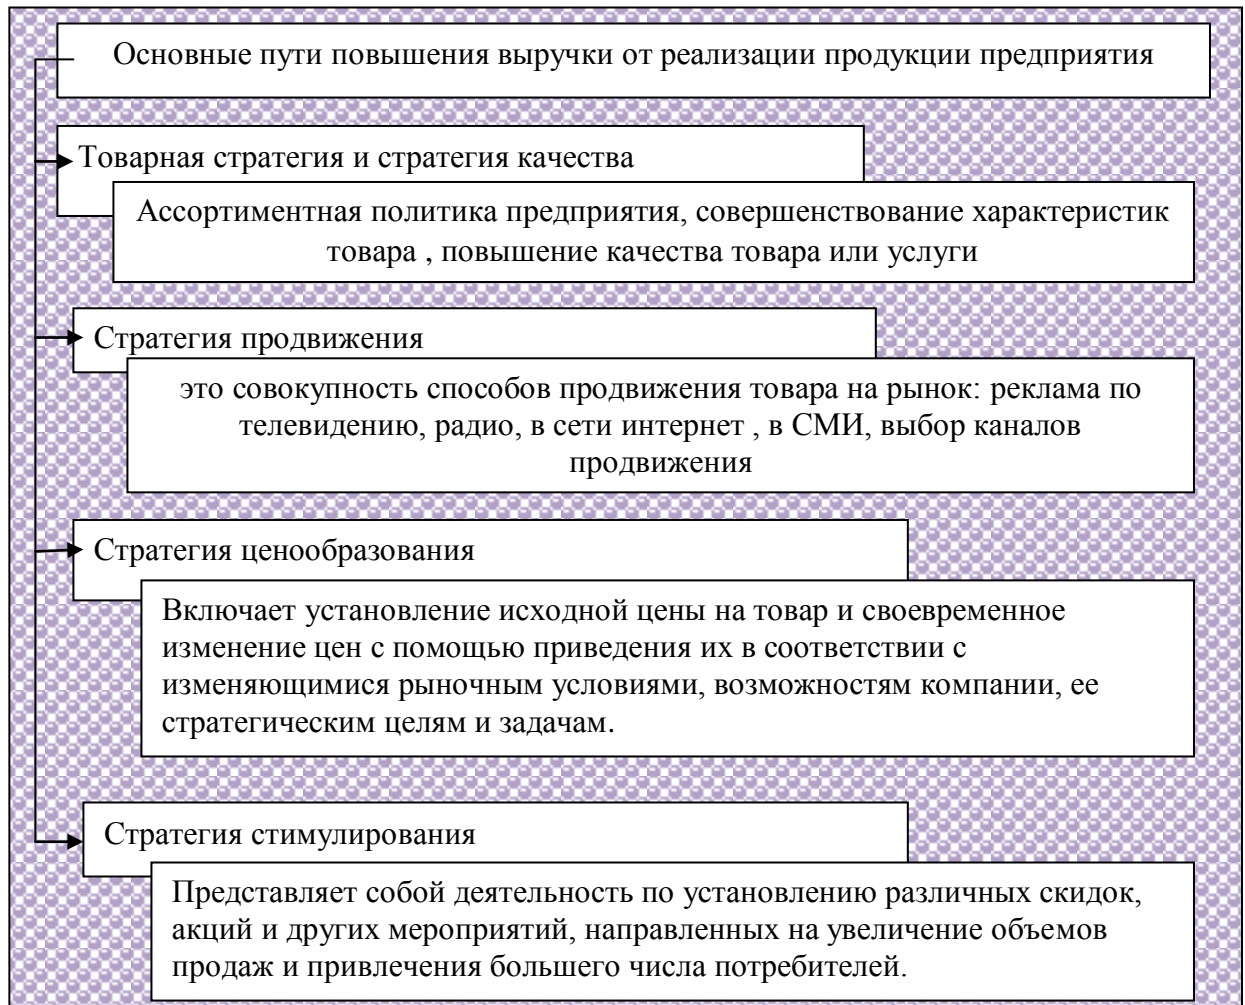 Основные пути повышения выручки от реализации продукции предприятия
Товарная стратегия и стратегия качества
Ассортиментная политика предприятия, совершенствование характеристик
товара , повышение качества товара или услуги
Стратегия продвижения
это совокупность способов продвижения товара на рынок: реклама по
телевидению, радио, в сети интернет , в СМИ, выбор каналов
продвижения
Стратегия ценообразования
Включает установление исходной цены на товар и своевременное
изменение цен с помощью приведения их в соответствии с
изменяющимися рыночным условиями, возможностям компании, ее
стратегическим целям и задачам.
Стратегия стимулирования
Представляет собой деятельность по установлению различных скидок,
акций и других мероприятий, направленных на увеличение объемов
продаж и привлечения большего числа потребителей.